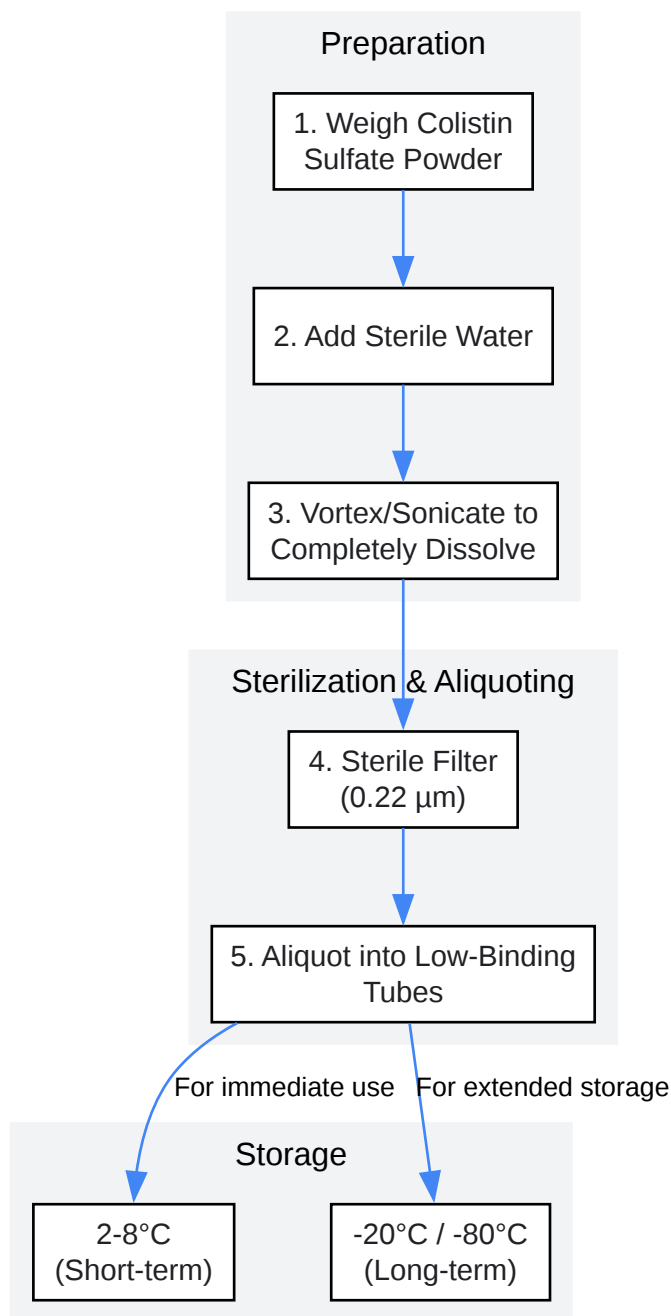 Preparation
1. Weigh Colistin
Sulfate Powder
2. Add Sterile Water
3. Vortex/Sonicate to
Completely Dissolve
Sterilization & Aliquoting
4. Sterile Filter
(0.22 µm)
5. Aliquot into Low-Binding
Tubes
For immediate use
For extended storage
Storage
2-8°C
(Short-term)
-20°C / -80°C
(Long-term)